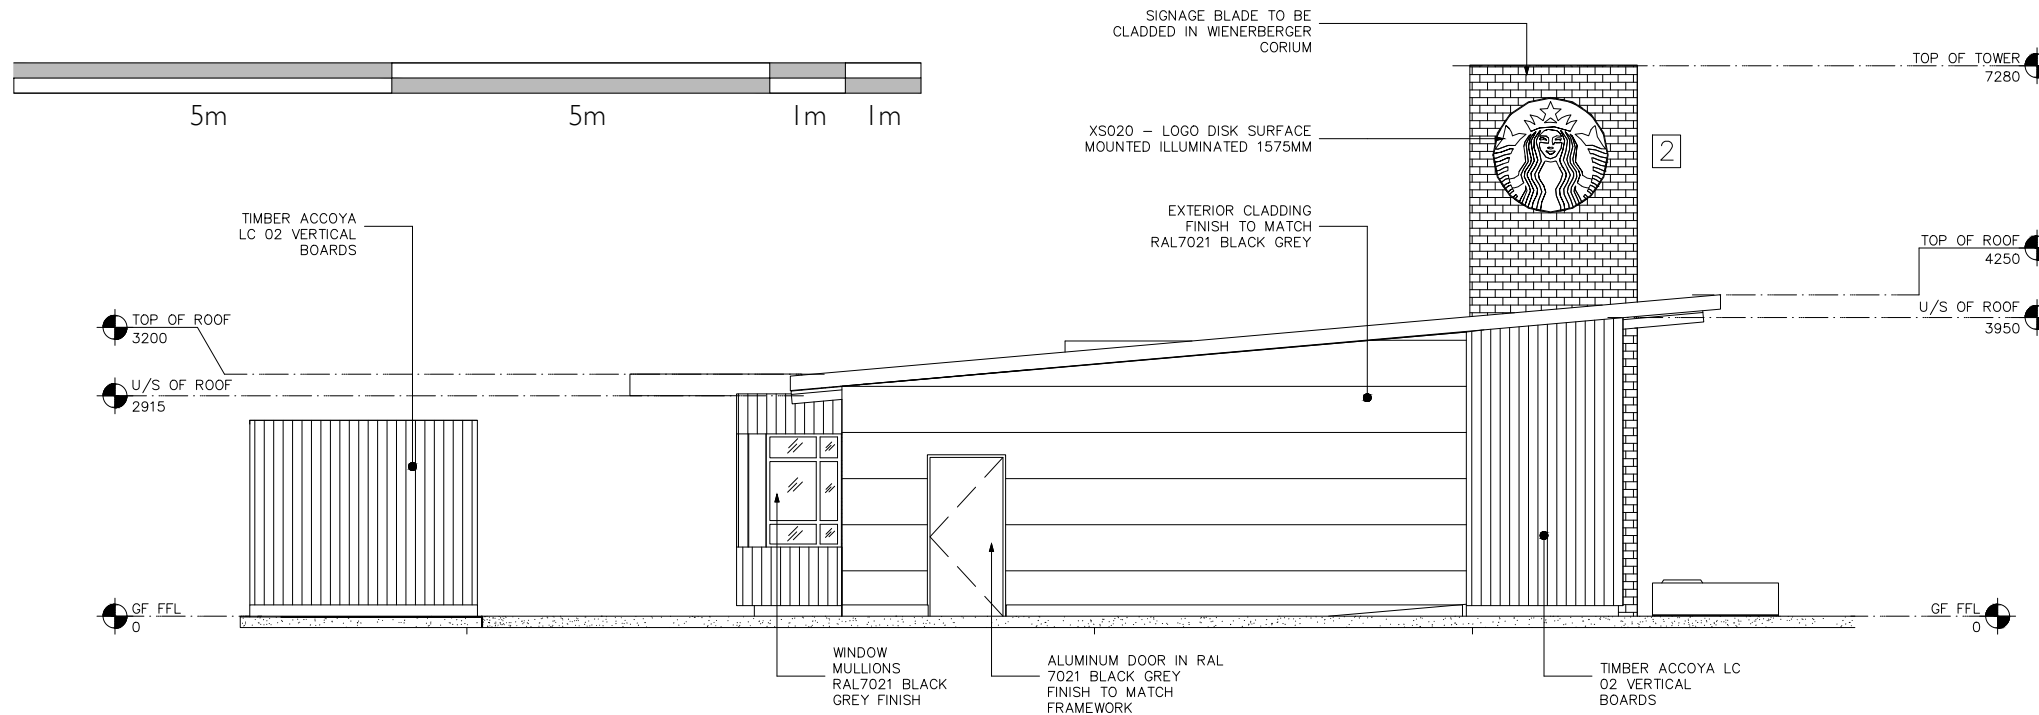 SIGNAGE BLADE TO BE
CLADDED IN WIENERBERGER
CORIUM
TOP OF TOWER
7280
5m
5m
1m
1m
XS020 – LOGO DISK SURFACE
MOUNTED ILLUMINATED 1575MM
2
TIMBER ACCOYA
LC 02 VERTICAL
BOARDS
EXTERIOR CLADDING
FINISH TO MATCH
RAL7021 BLACK GREY
TOP OF ROOF
4250
U/S OF ROOF
3950
TOP OF ROOF
3200
U/S OF ROOF
2915
GF FFL
0
GF FFL
0
WINDOW
MULLIONS
RAL7021 BLACK
GREY FINISH
ALUMINUM DOOR IN RAL
7021 BLACK GREY
FINISH TO MATCH
FRAMEWORK
TIMBER ACCOYA LC
02 VERTICAL
BOARDS